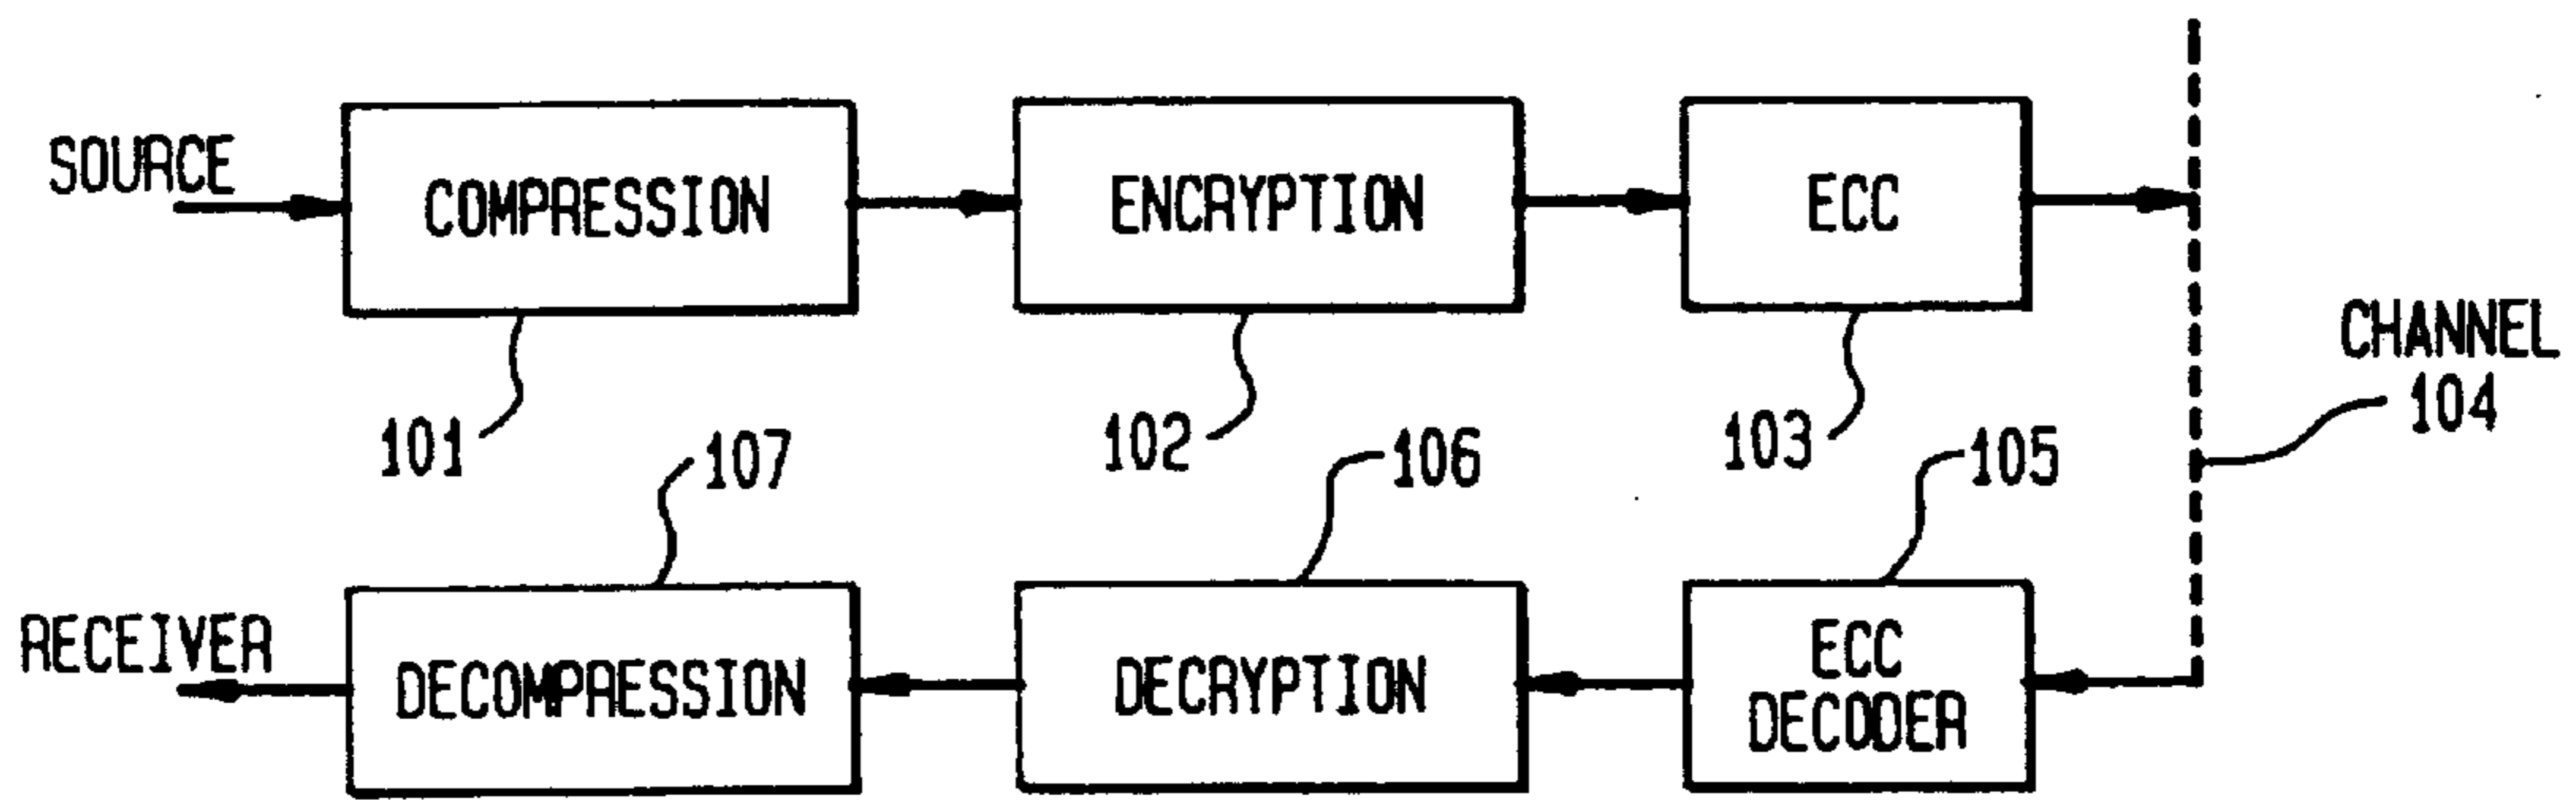 SOURCE
COMPRESSION
ENCRYPTION
ECC
CHANNEL
104
101
102
103
107
106
105
RECEIVER
DECOMPRESSION
DECRYPTION
ECC
DECODER